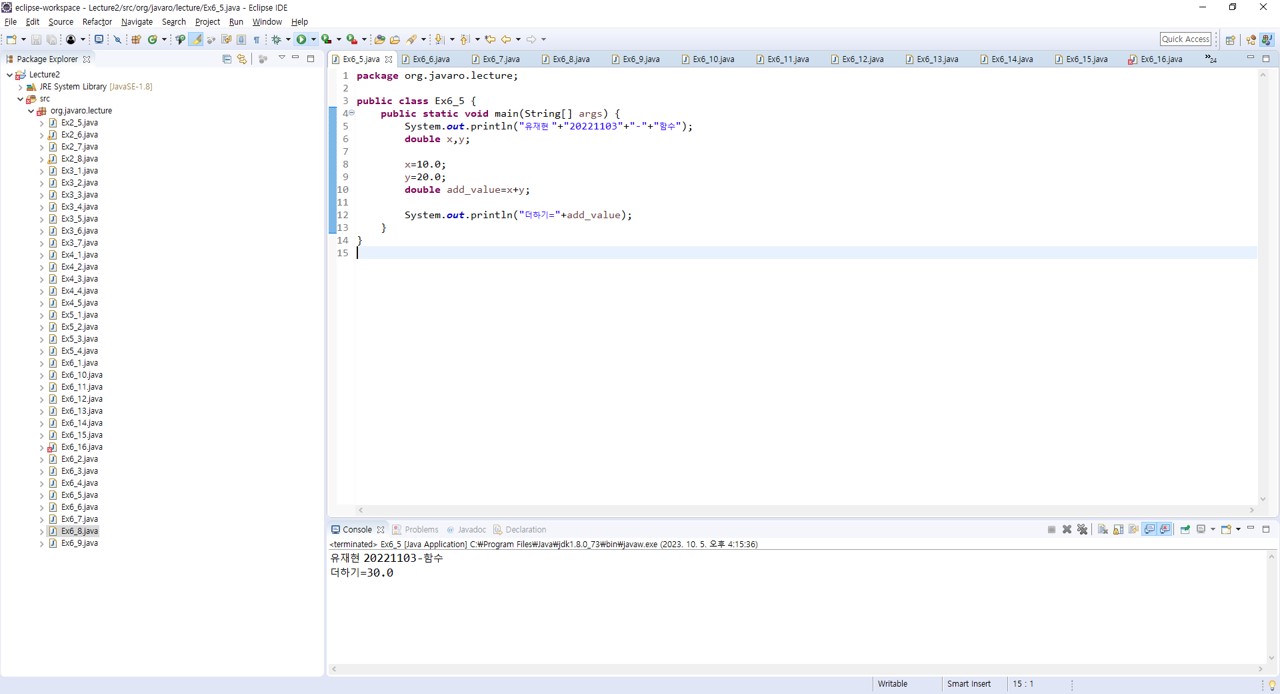 eclipse-workspace - Lecture2/src/org/javaro/lecture/Ex6_5.java - Eclipse IDE
File Edit Source Refactor Navigate Search Project Run Window Help
Quick Access
Package Explorer
Ex6_5.java Ex6_6.java Ex6_7.java Ex6_8.java Ex6_9.java Ex6_10.java Ex6_11.java Ex6_12.java Ex6_13.java Ex6_14.java Ex6_15.java Ex6_16.java »24
Lecture2
JRE System Library [JavaSE-1.8]
src
org.javaro.lecture
Ex2_5.java
Ex2_6.java
Ex2_7.java
Ex2_8.java
Ex3_1.java
Ex3_2.java
Ex3_3.java
Ex3_4.java
Ex3_5.java
Ex3_6.java
Ex3_7.java
Ex4_1.java
Ex4_2.java
Ex4_3.java
Ex4_4.java
Ex4_5.java
Ex5_1.java
Ex5_2.java
Ex5_3.java
Ex5_4.java
Ex6_1.java
Ex6_10.java
Ex6_11.java
Ex6_12.java
Ex6_13.java
Ex6_14.java
Ex6_15.java
Ex6_16.java
Ex6_2.java
Ex6_3.java
Ex6_4.java
Ex6_5.java
Ex6_6.java
Ex6_7.java
Ex6_8.java
Ex6_9.java
1 package org.javaro.lecture;
2
3 public class Ex6_5 {
4 public static void main(String[] args) {
5 System.out.println("유재현 "+"20221103"+"-"+"함수");
6 double x,y;
7
8 x=10.0;
9 y=20.0;
10 double add_value=x+y;
11
12 System.out.println("더하기="+add_value);
13 }
14 }
15
Console Problems @ Javadoc Declaration
<terminated> Ex6_5 [Java Application] C:₩Program Files₩Java₩jdk1.8.0_73₩bin₩javaw.exe (2023. 10. 5. 오후 4:15:36)
유재현 20221103-함수
더하기=30.0
Writable Smart Insert 15 : 1